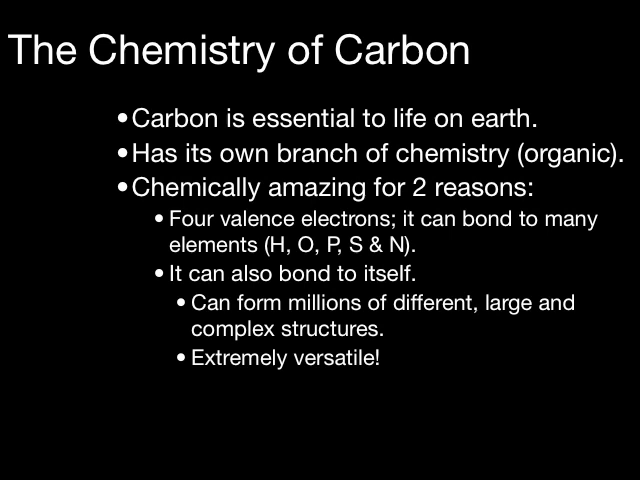 The Chemistry of Carbon
•Carbon is essential to life on earth.
•Has its own branch of chemistry (organic).
•Chemically amazing for 2 reasons:
•Four valence electrons; it can bond to many
elements (H, O, P, S & N).
•It can also bond to itself.
•Can form millions of different, large and
complex structures.
•Extremely versatile!